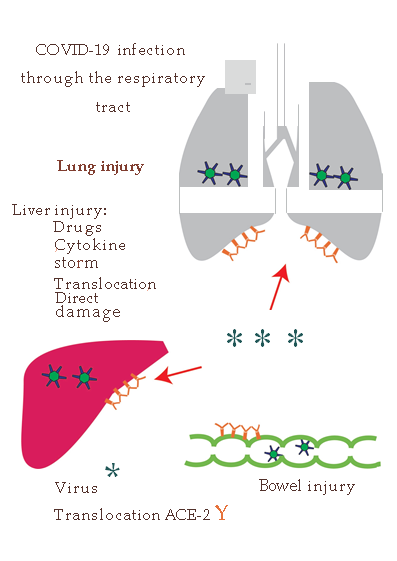 COVID-19 infection
through the respiratory
tract
Lung injury
Liver injury:
Drugs
Cytokine
storm
Translocation
Direct
damage
Virus
Bowel injury
Translocation ACE-2